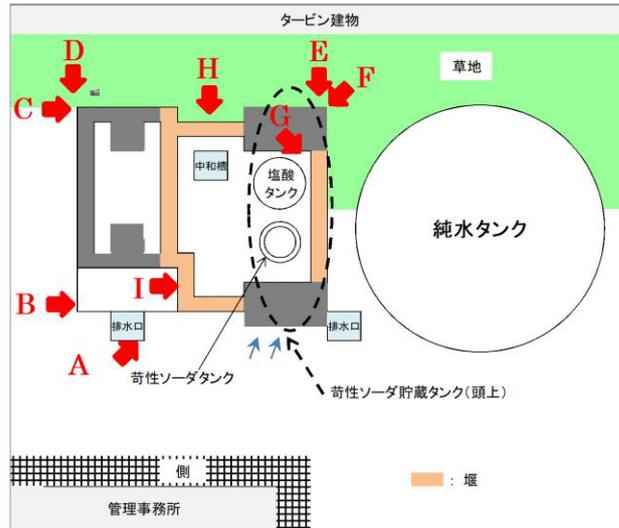 タービン建物
D
E
H
F
草地
C
G
中和槽
塩酸
タンク
純水タンク
I
B
排水口
排水口
A
苛性ソーダタンク
苛性ソーダ貯蔵タンク(頭上)
側
：堰
管理事務所